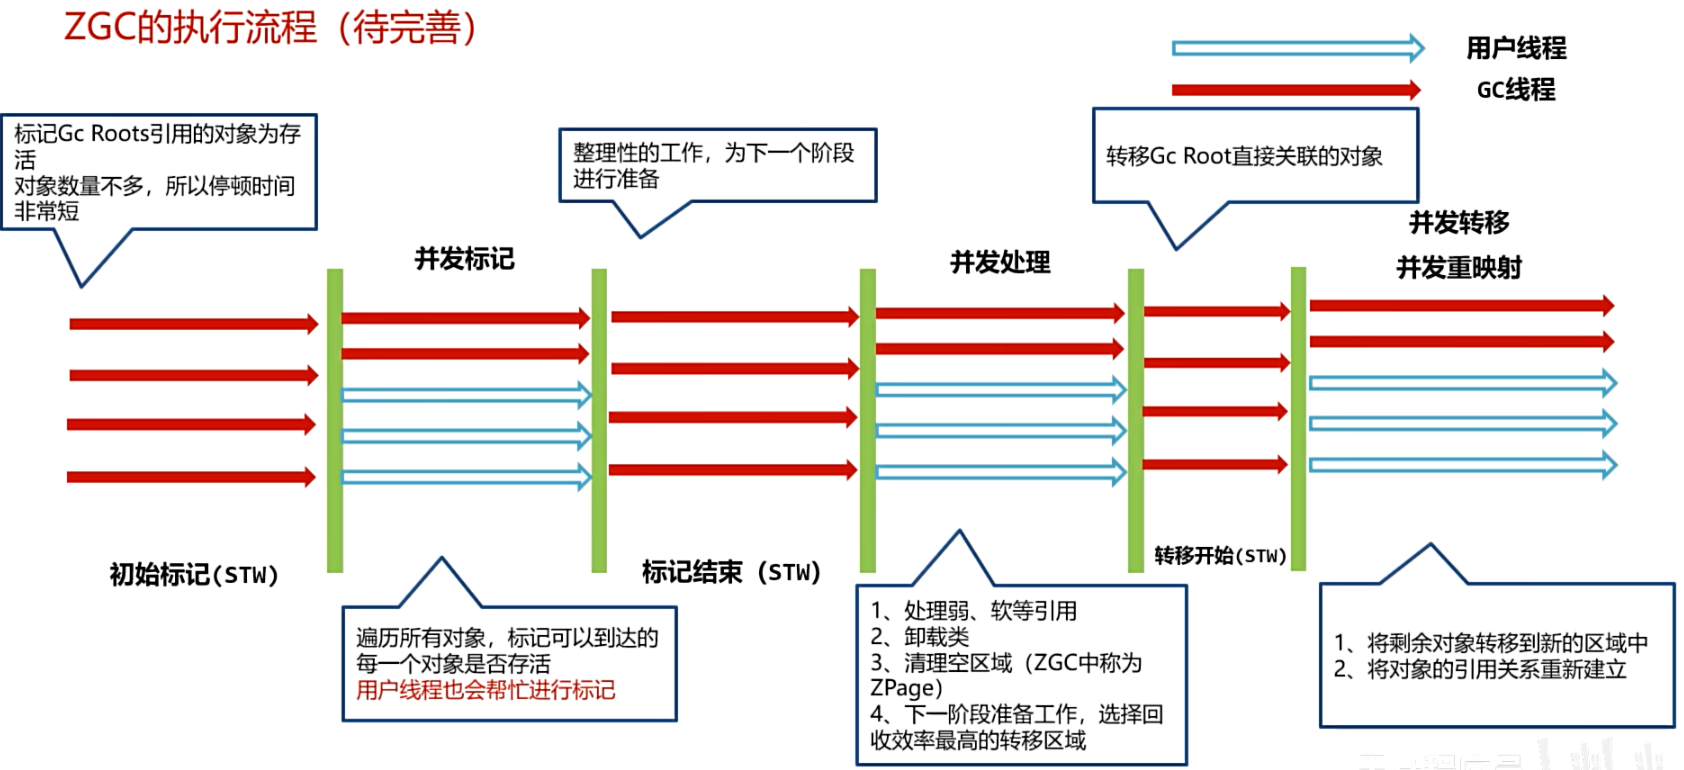 ZGC的执行流程（待完善）
用户线程
GC线程
标记Gc Roots引用的对象为存
活
对象数量不多，所以停顿时间
非常短
整理性的工作，为下一个阶段
进行准备
转移Gc Root直接关联的对象
并发标记
并发处理
并发转移
并发重映射
初始标记(STW)
标记结束（STW）
转移开始(STW)
遍历所有对象，标记可以到达的
每一个对象是否存活
用户线程也会帮忙进行标记
1、处理弱、软等引用
2、卸载类
3、清理空区域（ZGC中称为
ZPage）
4、下一阶段准备工作，选择回
收效率最高的转移区域
1、将剩余对象转移到新的区域中
2、将对象的引用关系重新建立